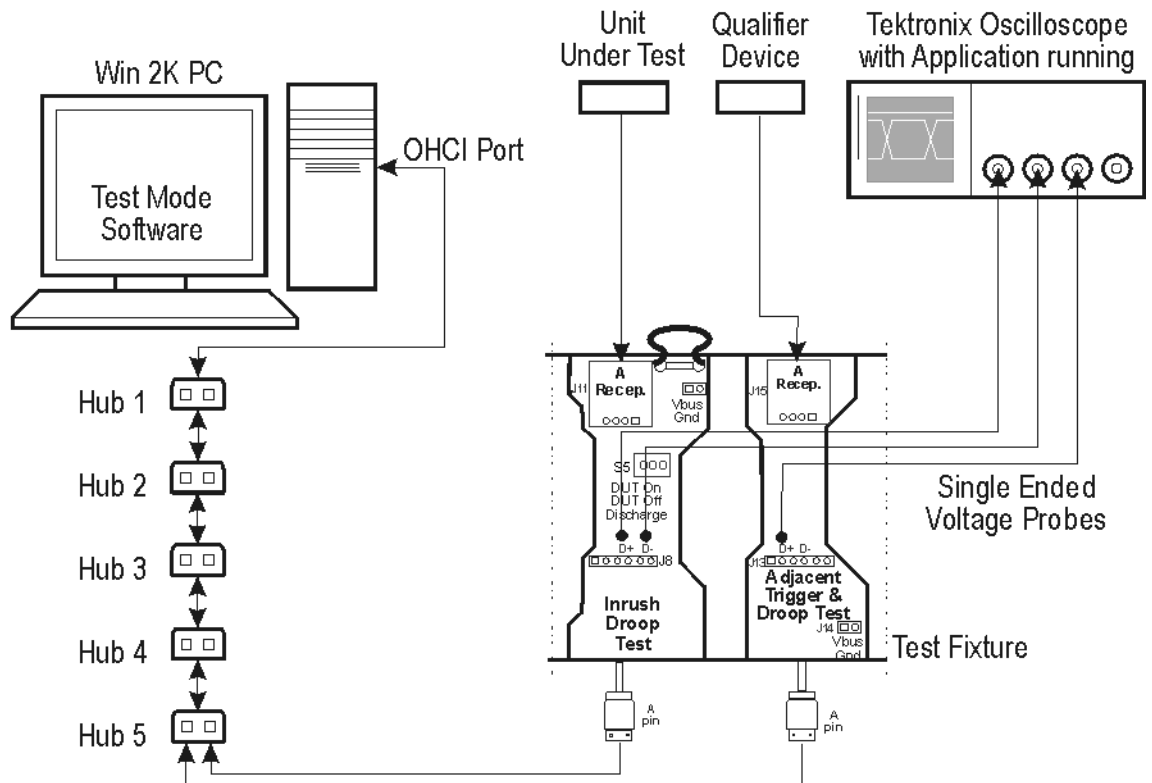 Win 2K PC
OHCI Port
Test Mode
Software
Unit
Under Test
Qualifier
Device
Tektronix Oscilloscope
with Application running
Hub 1
Hub 2
Hub 3
Hub 4
Hub 5
J11
A
Recep.
Vbus
Gnd
S5
DUT On
DUT Off
Discharge
D+ D-
J8
Inrush
Droop
Test
A
pin
J15
A
Recep.
D+ D-
J13
Adjacent
Trigger &
Droop Test
J14
Vbus
Gnd
A
pin
Single Ended
Voltage Probes
Test Fixture